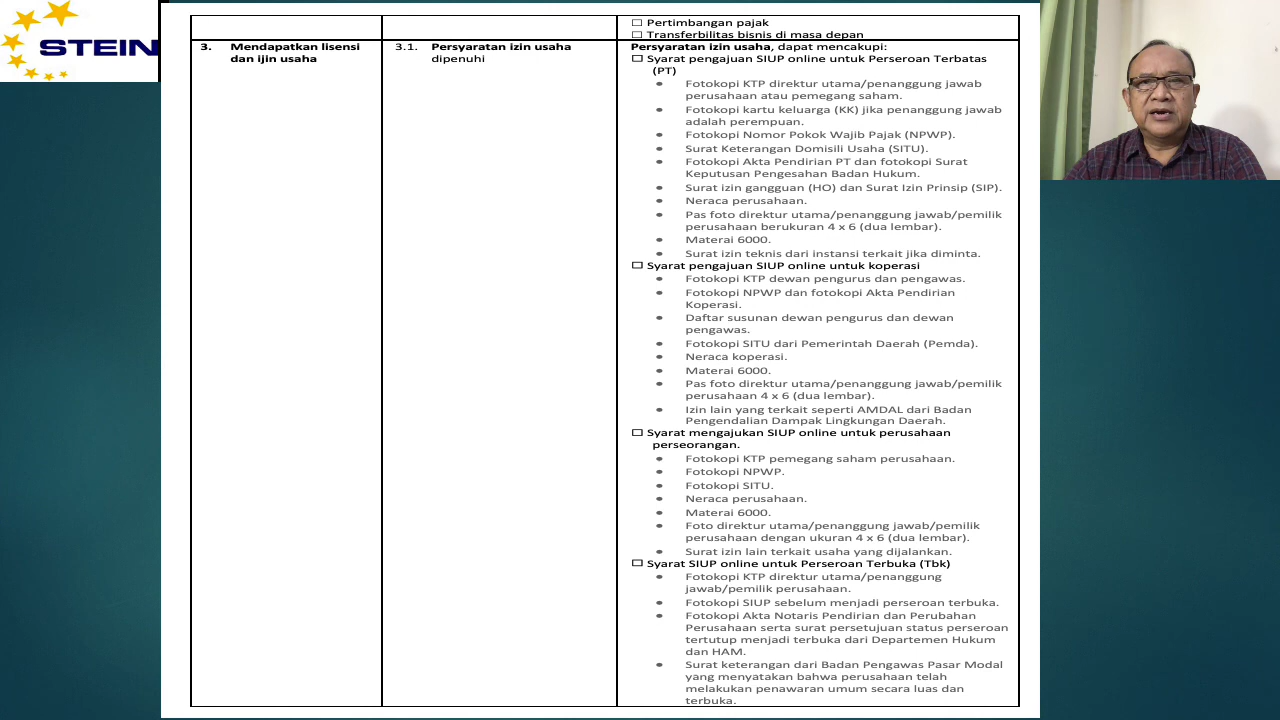 STEIN
☐ Pertimbangan pajak
☐ Transferbilitas bisnis di masa depan
3. Mendapatkan lisensi
dan ijin usaha
3.1. Persyaratan izin usaha
dipenuhi
Persyaratan izin usaha, dapat mencakupi:
☐ Syarat pengajuan SIUP online untuk Perseroan Terbatas
(PT)
• Fotokopi KTP direktur utama/penanggung jawab
perusahaan atau pemegang saham.
• Fotokopi kartu keluarga (KK) jika penanggung jawab
adalah perempuan.
• Fotokopi Nomor Pokok Wajib Pajak (NPWP).
• Surat Keterangan Domisili Usaha (SITU).
• Fotokopi Akta Pendirian PT dan fotokopi Surat
Keputusan Pengesahan Badan Hukum.
• Surat izin gangguan (HO) dan Surat Izin Prinsip (SIP).
• Neraca perusahaan.
• Pas foto direktur utama/penanggung jawab/pemilik
perusahaan berukuran 4 x 6 (dua lembar).
• Materai 6000.
• Surat izin teknis dari instansi terkait jika diminta.
☐ Syarat pengajuan SIUP online untuk koperasi
• Fotokopi KTP dewan pengurus dan pengawas.
• Fotokopi NPWP dan fotokopi Akta Pendirian
Koperasi.
• Daftar susunan dewan pengurus dan dewan
pengawas.
• Fotokopi SITU dari Pemerintah Daerah (Pemda).
• Neraca koperasi.
• Materai 6000.
• Pas foto direktur utama/penanggung jawab/pemilik
perusahaan 4 x 6 (dua lembar).
• Izin lain yang terkait seperti AMDAL dari Badan
Pengendalian Dampak Lingkungan Daerah.
☐ Syarat mengajukan SIUP online untuk perusahaan
perseorangan.
• Fotokopi KTP pemegang saham perusahaan.
• Fotokopi NPWP.
• Fotokopi SITU.
• Neraca perusahaan.
• Materai 6000.
• Foto direktur utama/penanggung jawab/pemilik
perusahaan dengan ukuran 4 x 6 (dua lembar).
• Surat izin lain terkait usaha yang dijalankan.
☐ Syarat SIUP online untuk Perseroan Terbuka (Tbk)
• Fotokopi KTP direktur utama/penanggung
jawab/pemilik perusahaan.
• Fotokopi SIUP sebelum menjadi perseroan terbuka.
• Fotokopi Akta Notaris Pendirian dan Perubahan
Perusahaan serta surat persetujuan status perseroan
tertutup menjadi terbuka dari Departemen Hukum
dan HAM.
• Surat keterangan dari Badan Pengawas Pasar Modal
yang menyatakan bahwa perusahaan telah
melakukan penawaran umum secara luas dan
terbuka.